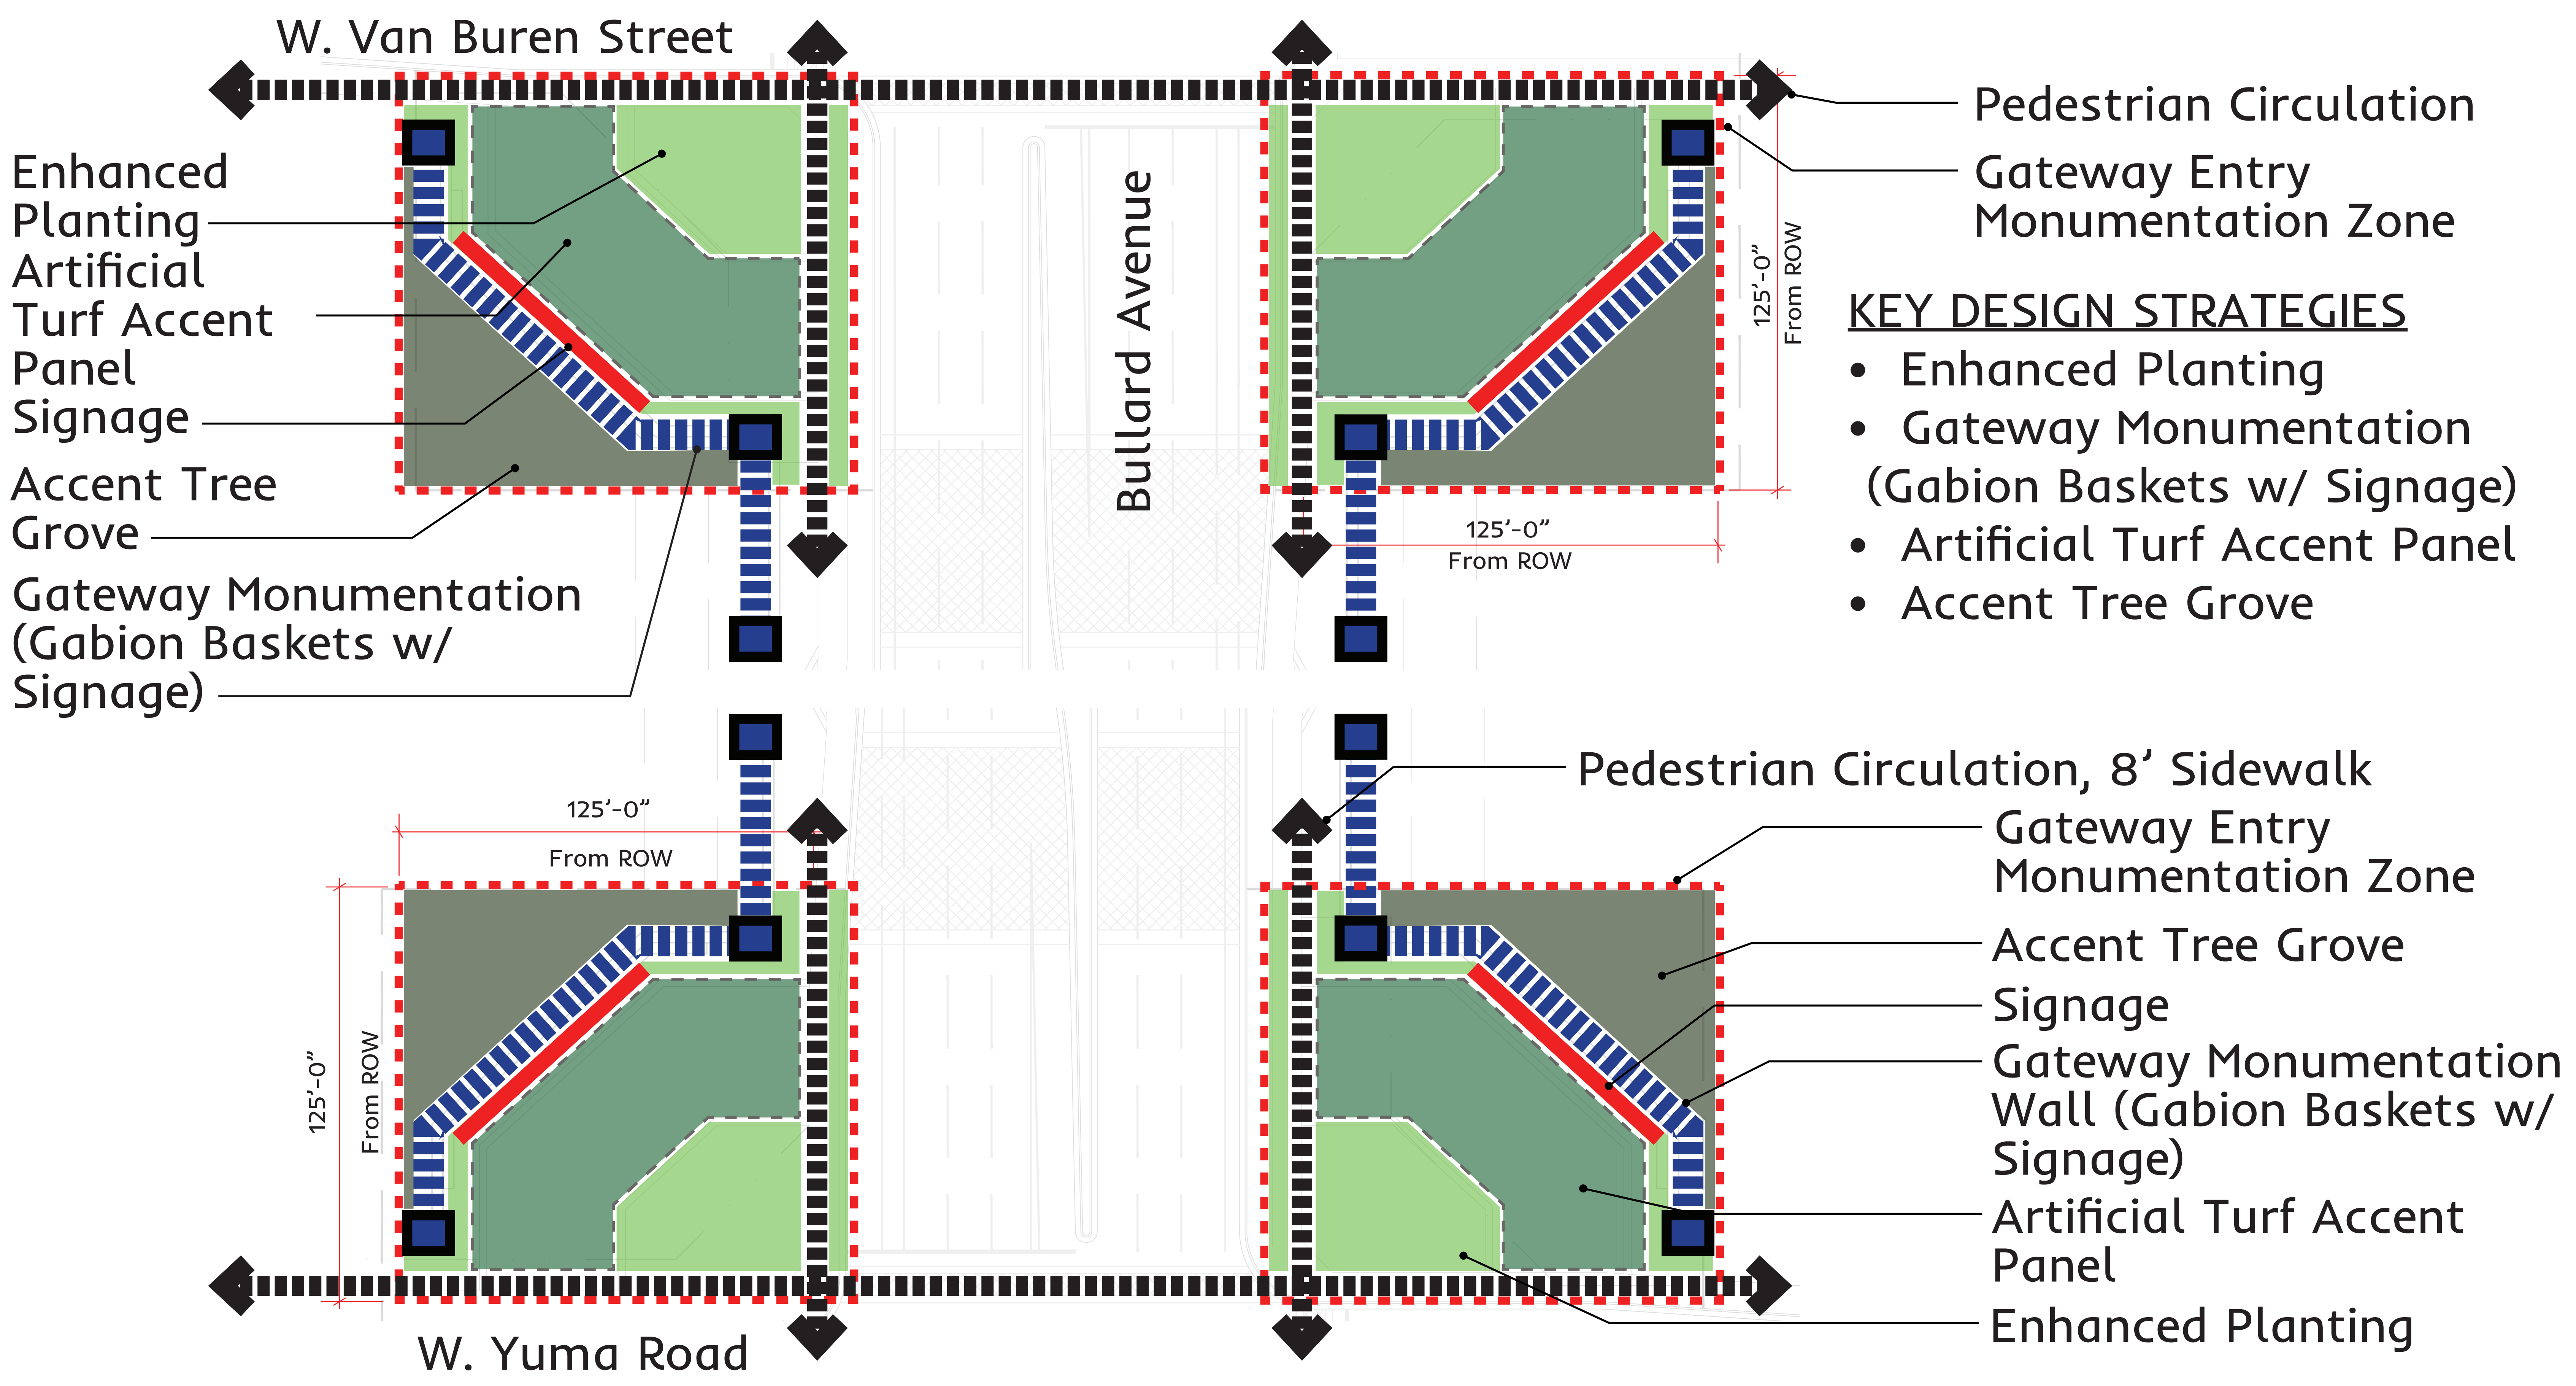 W. Van Buren Street
Enhanced
Planting
Artificial
Turf Accent
Panel
Signage
Accent Tree
Grove
Gateway Monumentation
(Gabion Baskets w/
Signage)
Bullard Avenue
Pedestrian Circulation
Gateway Entry
Monumentation Zone
125’-0”
From ROW
125’-0”
From ROW
KEY DESIGN STRATEGIES
• Enhanced Planting
• Gateway Monumentation
(Gabion Baskets w/ Signage)
• Artificial Turf Accent Panel
• Accent Tree Grove
125’-0”
From ROW
125’-0”
From ROW
Pedestrian Circulation, 8’ Sidewalk
Gateway Entry
Monumentation Zone
Accent Tree Grove
Signage
Gateway Monumentation
Wall (Gabion Baskets w/
Signage)
Artificial Turf Accent
Panel
Enhanced Planting
W. Yuma Road